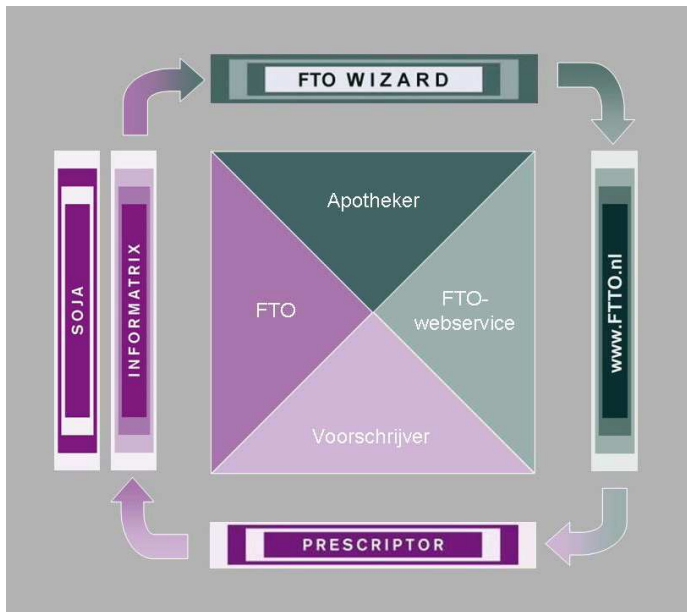 FTO WIZARD
Apotheker
SOJA
INFORMATRIX
FTO
FTO-
webservice
www.FTTO.nl
Voorschrijver
PRESCRIPTOR